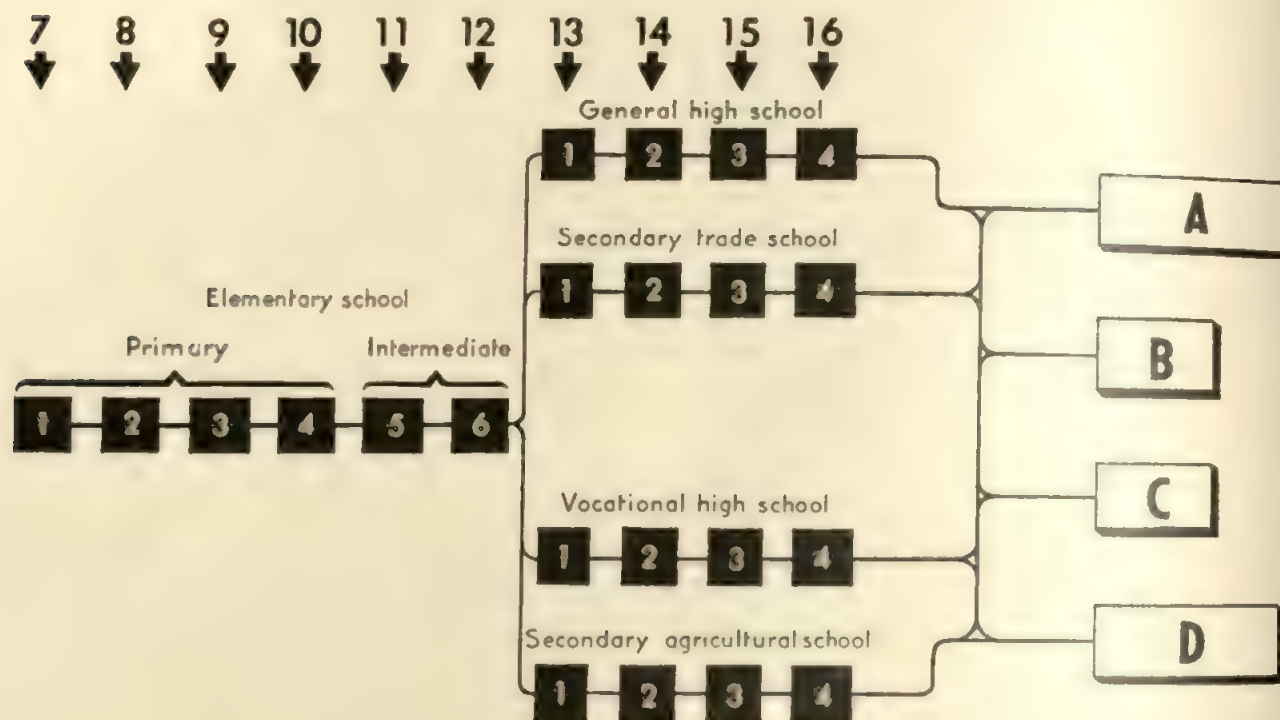 7 8 9 10 11 12 13 14 15 16
General high school
1 2 3 4
A
Secondary trade school
1 2 3 4
Elementary school
Primary Intermediate
B
1 2 3 4 5 6
Vocational high school
C
1 2 3 4
Secondary agricultural school
D
1 2 3 4